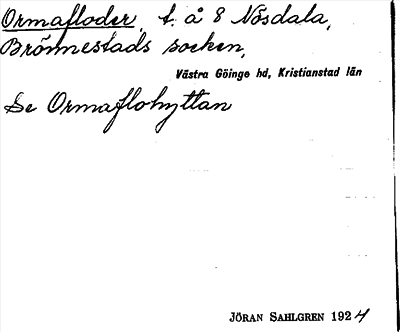 Ormafloder, t. å 8 Nösdala,
Brönnestads socken,
Västra Göinge hd, Kristianstad län
Se Ormaflohyttan
JÖRAN SAHLGREN 1924